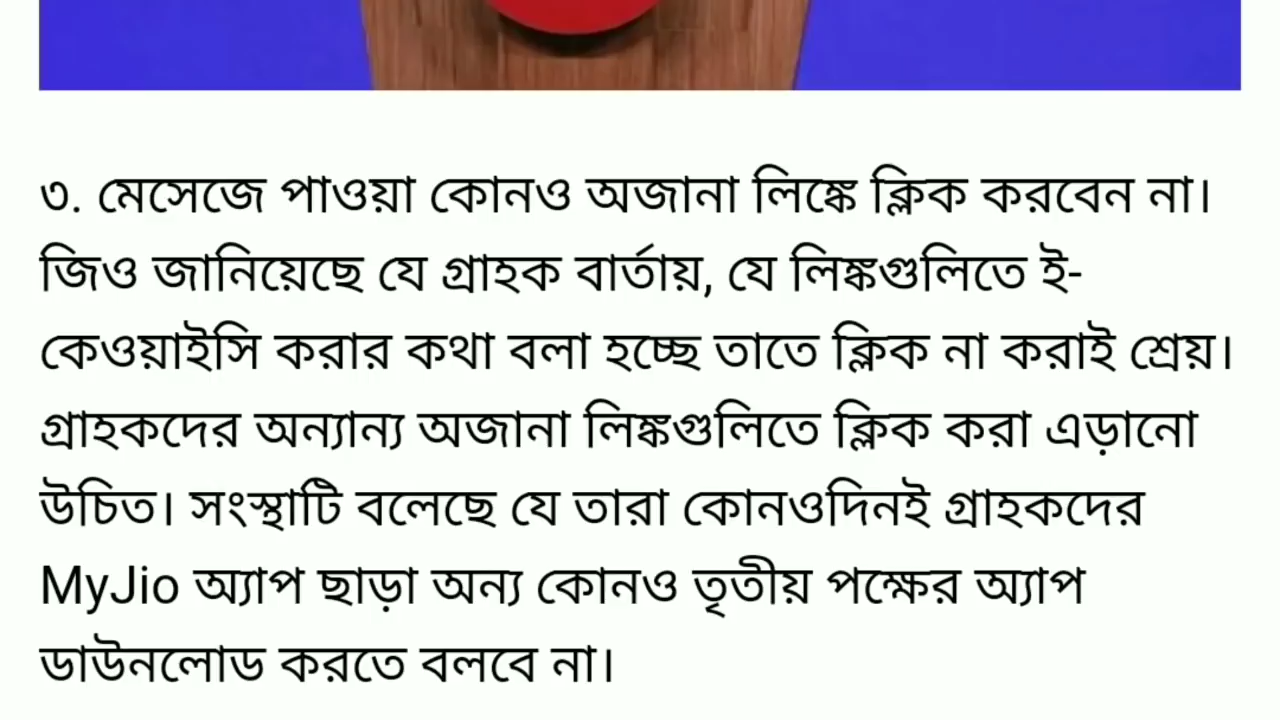 ৩. মেসেজে পাওয়া কোনও অজানা লিঙ্কে ক্লিক করবেন না।
জিও জানিয়েছে যে গ্রাহক বার্তায়, যে লিঙ্কগুলিতে ই-
কেওয়াইসি করার কথা বলা হচ্ছে তাতে ক্লিক না করাই শ্রেয়।
গ্রাহকদের অন্যান্য অজানা লিঙ্কগুলিতে ক্লিক করা এড়ানো
উচিত। সংস্থাটি বলেছে যে তারা কোনওদিনই গ্রাহকদের
MyJio অ্যাপ ছাড়া অন্য কোনও তৃতীয় পক্ষের অ্যাপ
ডাউনলোড করতে বলবে না।